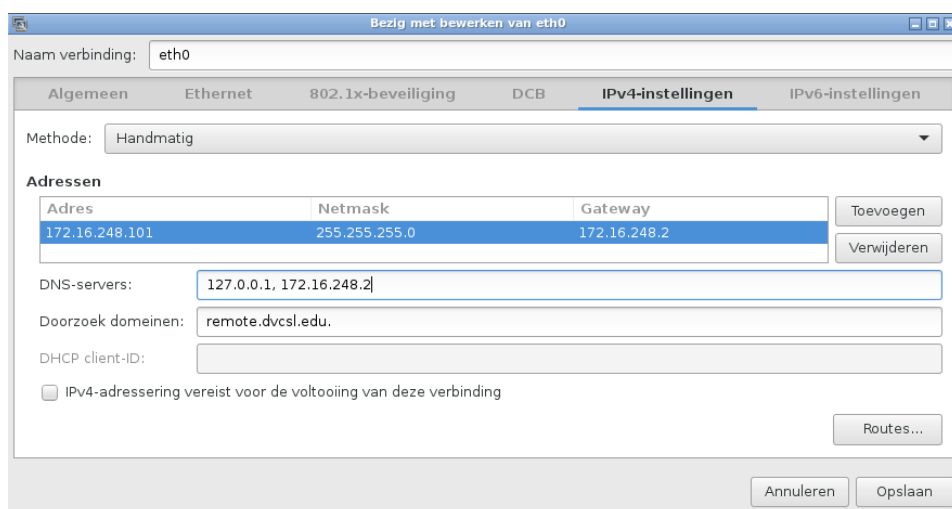 Bezig met bewerken van eth0
Naam verbinding: eth0
Algemeen Ethernet 802.1x-beveiliging DCB IPv4-instellingen IPv6-instellingen
Methode: Handmatig
Adressen
Adres Netmask Gateway
172.16.248.101 255.255.255.0 172.16.248.2
Toevoegen
Verwijderen
DNS-servers: 127.0.0.1, 172.16.248.2
Doorzoek domeinen: remote.dvcsl.edu.
DHCP client-ID:
IPv4-adressering vereist voor de voltooiing van deze verbinding
Routes...
Annuleren Opslaan